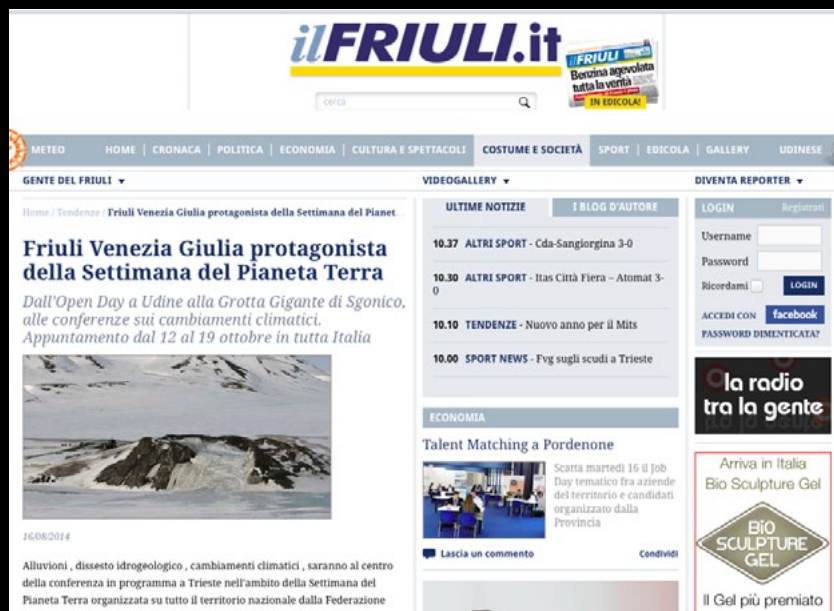 ilFRIULI.it
ilFRIULI
Benzina agevolata
tutta la verità
IN EDICOLA!
cerca
METEO
HOME | CRONACA | POLITICA | ECONOMIA | CULTURA E SPETTACOLI
COSTUME E SOCIETÀ
SPORT | EDICOLA | GALLERY
UDINESE
GENTE DEL FRIULI
VIDEOGALLERY
DIVENTA REPORTER
Home / Tendenze / Friuli Venezia Giulia protagonista della Settimana del Pianet...
Friuli Venezia Giulia protagonista
della Settimana del Pianeta Terra
Dall'Open Day a Udine alla Grotta Gigante di Sgonico,
alle conferenze sui cambiamenti climatici.
Appuntamento dal 12 al 19 ottobre in tutta Italia
16/08/2014
Alluvioni , dissesto idrogeologico , cambiamenti climatici , saranno al centro
della conferenza in programma a Trieste nell'ambito della Settimana del
Pianeta Terra organizzata su tutto il territorio nazionale dalla Federazione
ULTIME NOTIZIE
I BLOG D'AUTORE
10.37 ALTRI SPORT - Cda-Sangiorgina 3-0
10.30 ALTRI SPORT - Itas Città Fiera – Atomat 3-
0
10.10 TENDENZE - Nuovo anno per il Mits
10.00 SPORT NEWS - Fvg sugli scudi a Trieste
ECONOMIA
Talent Matching a Pordenone
Scatta martedì 16 il Job
Day tematico fra aziende
del territorio e candidati
organizzato dalla
Provincia
Lascia un commento
Condividi
LOGIN
Registrati
Username
Password
Ricordami
LOGIN
ACCEDI CON facebook
PASSWORD DIMENTICATA?
la radio
tra la gente
Arriva in Italia
Bio Sculpture Gel
BIO
SCULPTURE
GEL
Il Gel più premiato